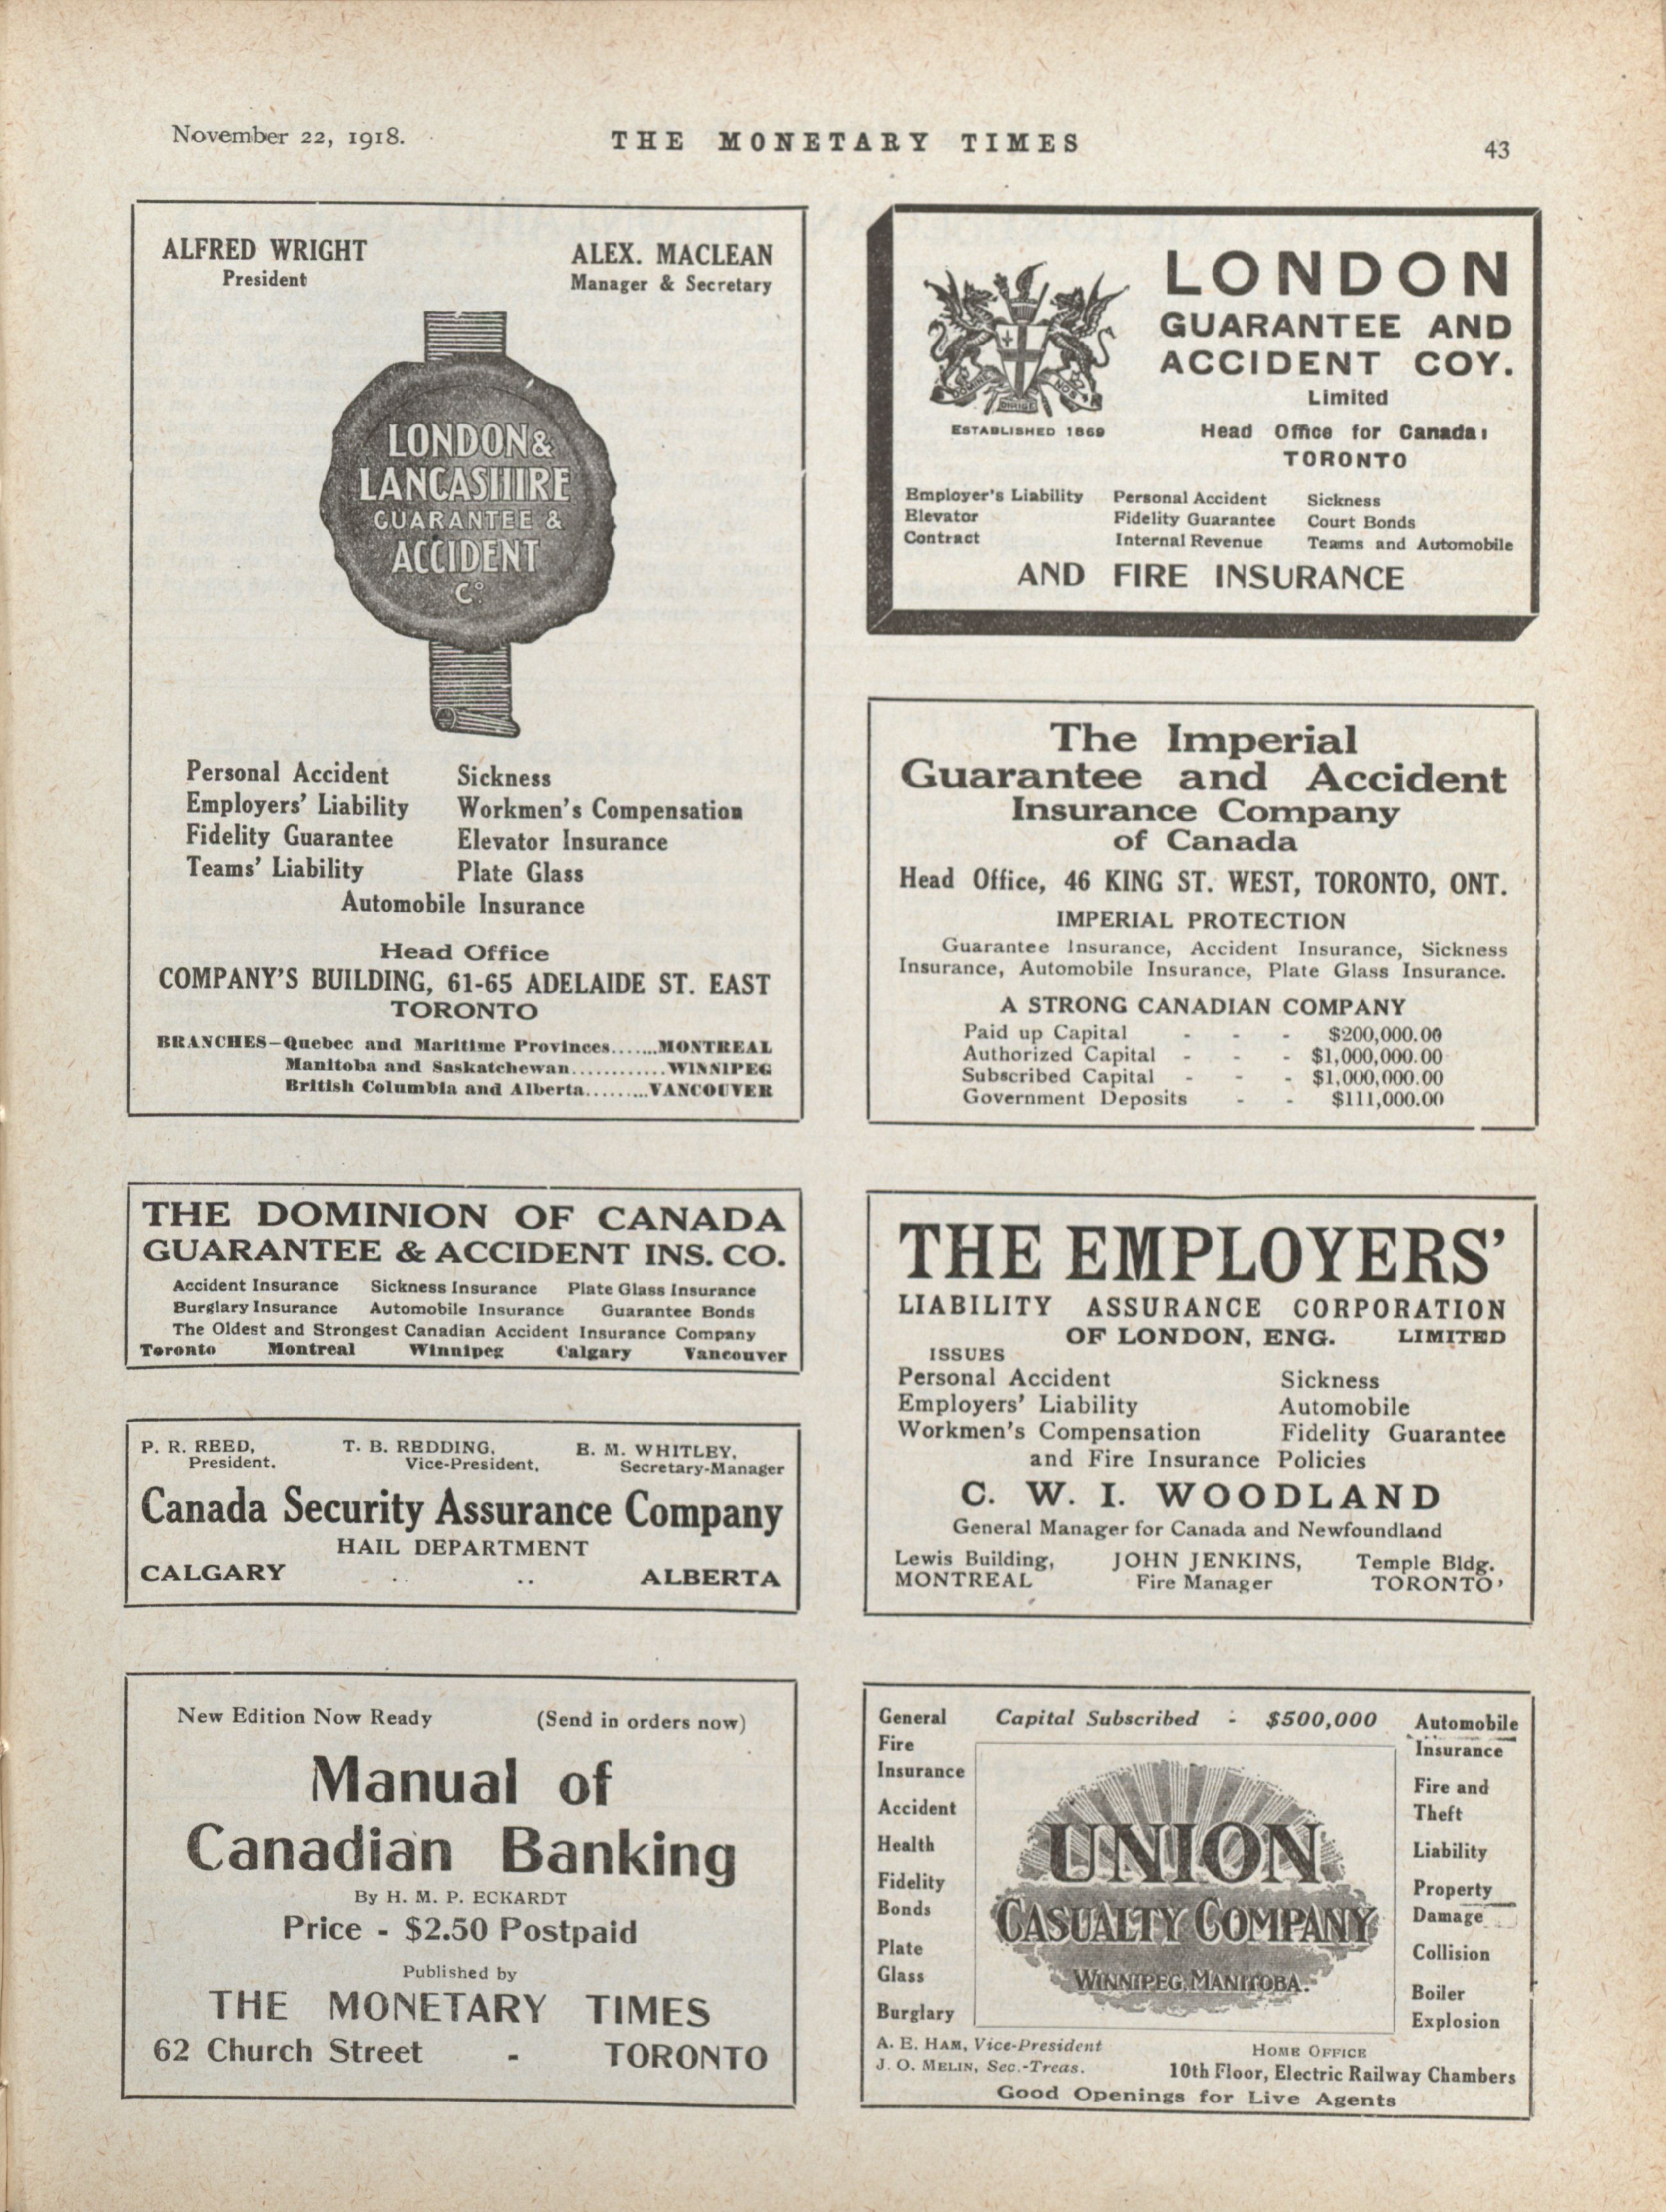 November 22, 1918.
THE MONETARY TIMES
43
ALFRED WRIGHT
President
ALEX. MACLEAN
Manager & Secretary
LONDON &
LANCASHIRE
GUARANTEE &
ACCIDENT
Co.
Personal Accident Sickness
Employers' Liability Workmen's Compensation
Fidelity Guarantee Elevator Insurance
Teams' Liability Plate Glass
Automobile Insurance
Head Office
COMPANY'S BUILDING, 61-65 ADELAIDE ST. EAST
TORONTO
BRANCHES—Quebec and Maritime Provinces.......MONTREAL
Manitoba and Saskatchewan............WINNIPEG
British Columbia and Alberta.........VANCOUVER
THE DOMINION OF CANADA
GUARANTEE & ACCIDENT INS. CO.
Accident Insurance Sickness Insurance Plate Glass Insurance
Burglary Insurance Automobile Insurance Guarantee Bonds
The Oldest and Strongest Canadian Accident Insurance Company
Toronto Montreal Winnipeg Calgary Vancouver
P. R. REED, T. B. REDDING, B. M. WHITLEY,
President. Vice-President, Secretary-Manager
Canada Security Assurance Company
HAIL DEPARTMENT
CALGARY .. .. ALBERTA
New Edition Now Ready (Send in orders now)
Manual of
Canadian Banking
By H. M. P. ECKARDT
Price - $2.50 Postpaid
Published by
THE MONETARY TIMES
62 Church Street - TORONTO
LONDON
GUARANTEE AND
ACCIDENT COY.
Limited
DOMINE DIRIGE NOS
ESTABLISHED 1869
Head Office for Canada:
TORONTO
Employer's Liability Personal Accident Sickness
Elevator Fidelity Guarantee Court Bonds
Contract Internal Revenue Teams and Automobile
AND FIRE INSURANCE
The Imperial
Guarantee and Accident
Insurance Company
of Canada
Head Office, 46 KING ST. WEST, TORONTO, ONT.
IMPERIAL PROTECTION
Guarantee Insurance, Accident Insurance, Sickness
Insurance, Automobile Insurance, Plate Glass Insurance.
A STRONG CANADIAN COMPANY
Paid up Capital - - - $200,000.00
Authorized Capital - - - $1,000,000.00
Subscribed Capital - - - $1,000,000.00
Government Deposits - - $111,000.00
THE EMPLOYERS'
LIABILITY ASSURANCE CORPORATION
OF LONDON, ENG. LIMITED
ISSUES
Personal Accident Sickness
Employers' Liability Automobile
Workmen's Compensation Fidelity Guarantee
and Fire Insurance Policies
C. W. I. WOODLAND
General Manager for Canada and Newfoundland
Lewis Building, JOHN JENKINS, Temple Bldg.
MONTREAL Fire Manager TORONTO
Capital Subscribed - $500,000
General
Fire
Insurance
Accident
Health
Fidelity
Bonds
Plate
Glass
Burglary
UNION
CASUALTY COMPANY
WINNIPEG, MANITOBA.
Automobile
Insurance
Fire and
Theft
Liability
Property
Damage
Collision
Boiler
Explosion
A. E. HAM, Vice-President
J. O. MELIN, Sec.-Treas.
HOME OFFICE
10th Floor, Electric Railway Chambers
Good Openings for Live Agents